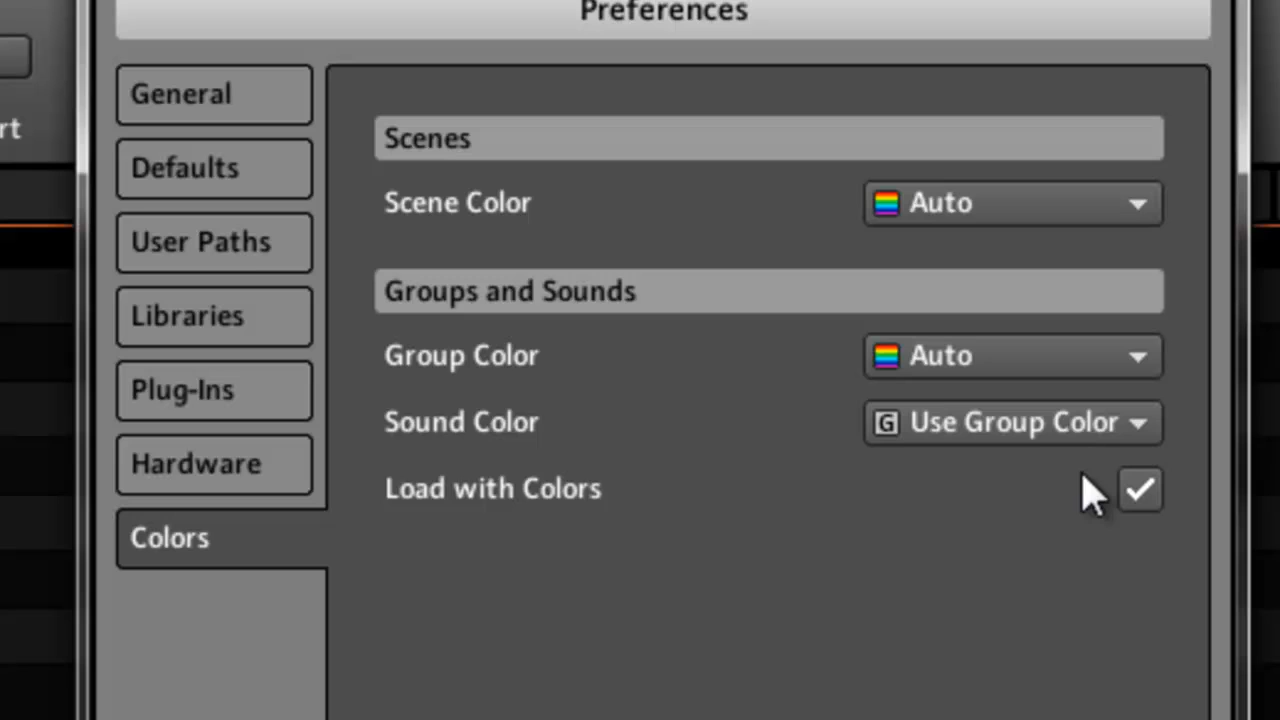 Preferences
rt
General
Defaults
User Paths
Libraries
Plug-Ins
Hardware
Colors
Scenes
Scene Color Auto
Groups and Sounds
Group Color Auto
Sound Color G Use Group Color
Load with Colors